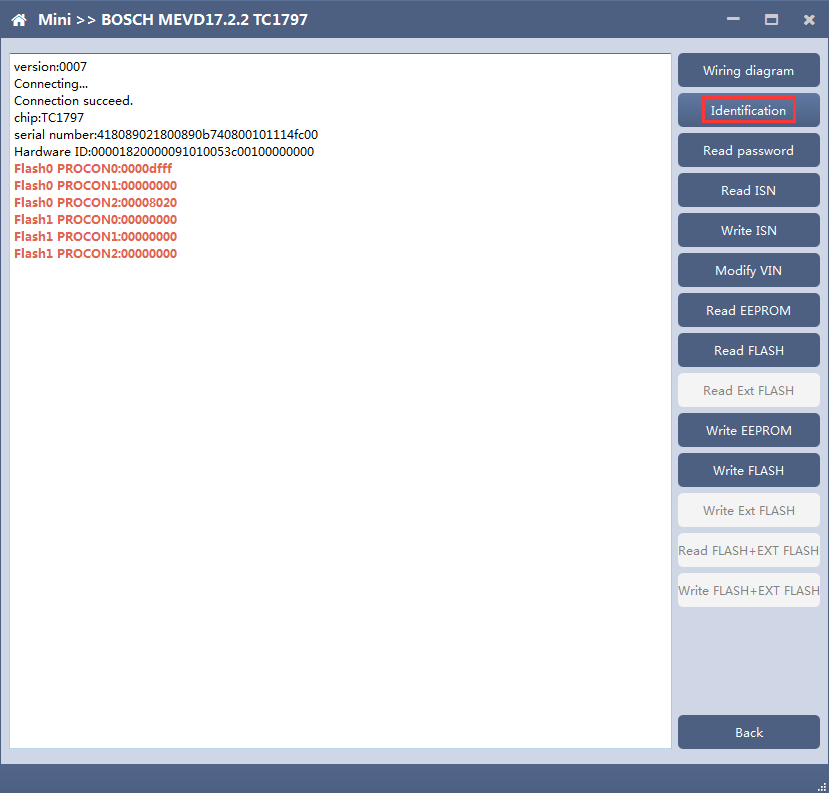 Mini >> BOSCH MEVD17.2.2 TC1797
version:0007
Connecting...
Connection succeed.
chip:TC1797
serial number:418089021800890b740800101114fc00
Hardware ID:00001820000091010053c00100000000
Flash0 PROCON0:0000dfff
Flash0 PROCON1:00000000
Flash0 PROCON2:00008020
Flash1 PROCON0:00000000
Flash1 PROCON1:00000000
Flash1 PROCON2:00000000
Wiring diagram
Identification
Read password
Read ISN
Write ISN
Modify VIN
Read EEPROM
Read FLASH
Read Ext FLASH
Write EEPROM
Write FLASH
Write Ext FLASH
Read FLASH+EXT FLASH
Write FLASH+EXT FLASH
Back